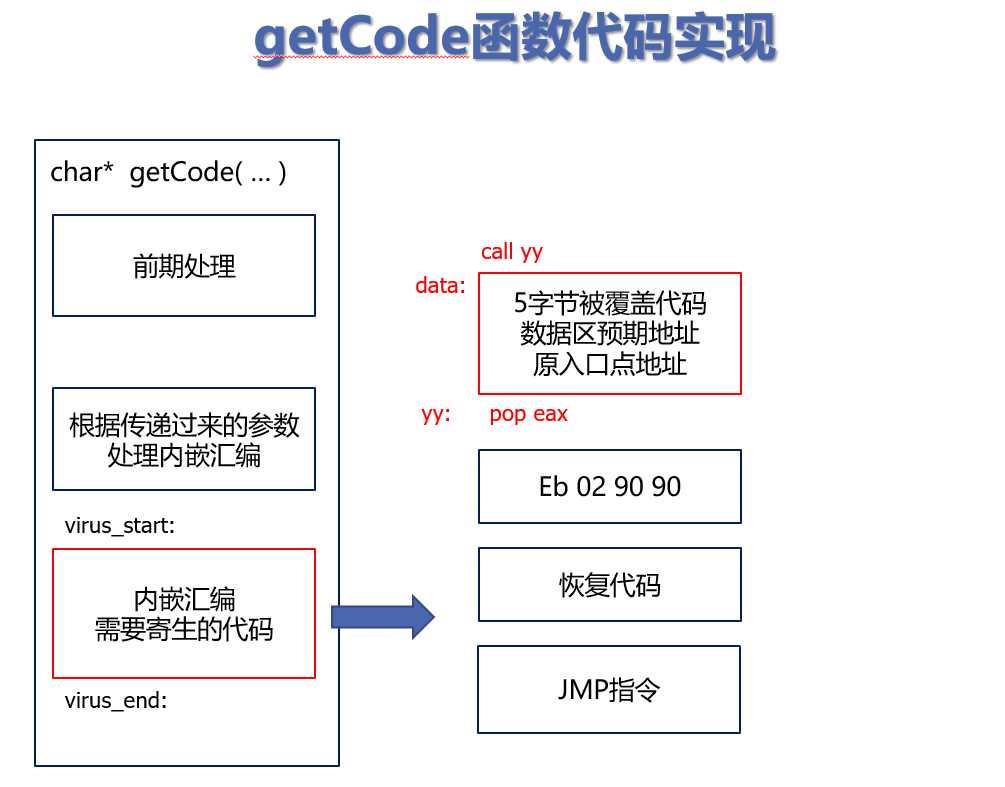 getCode函数代码实现
char* getCode( ... )
前期处理
根据传递过来的参数
处理内嵌汇编
virus_start:
内嵌汇编
需要寄生的代码
virus_end:
call yy
data:
5字节被覆盖代码
数据区预期地址
原入口点地址
yy: pop eax
Eb 02 90 90
恢复代码
JMP指令